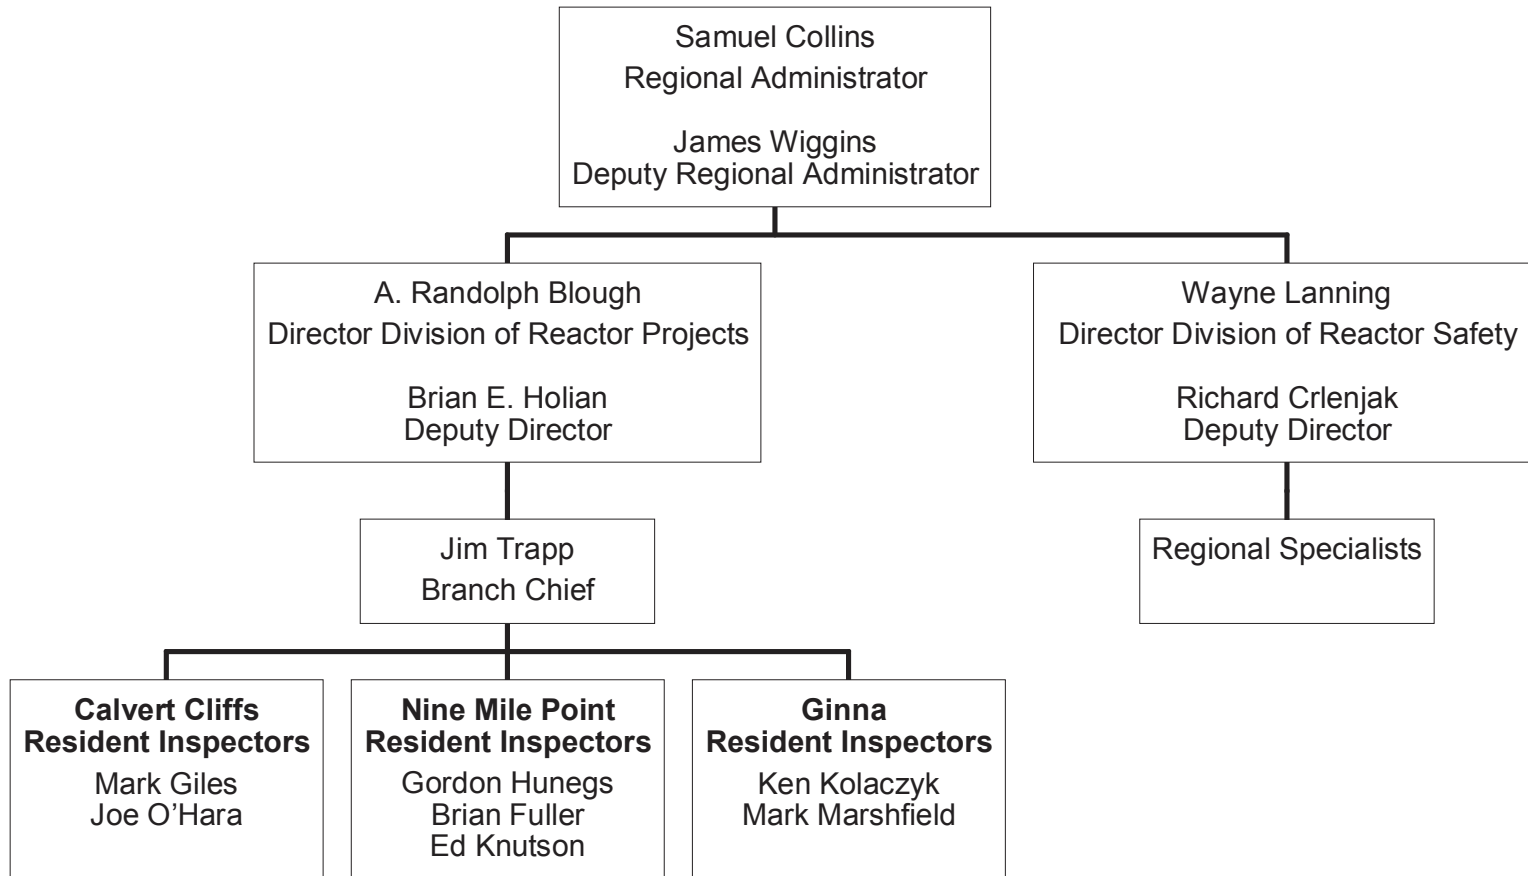 Samuel Collins
Regional Administrator
James Wiggins
Deputy Regional Administrator
A. Randolph Blough
Director Division of Reactor Projects
Brian E. Holian
Deputy Director
Wayne Lanning
Director Division of Reactor Safety
Richard Crlenjak
Deputy Director
Jim Trapp
Branch Chief
Regional Specialists
Calvert Cliffs
Resident Inspectors
Mark Giles
Joe O’Hara
Nine Mile Point
Resident Inspectors
Gordon Hunegs
Brian Fuller
Ed Knutson
Ginna
Resident Inspectors
Ken Kolaczyk
Mark Marshfield